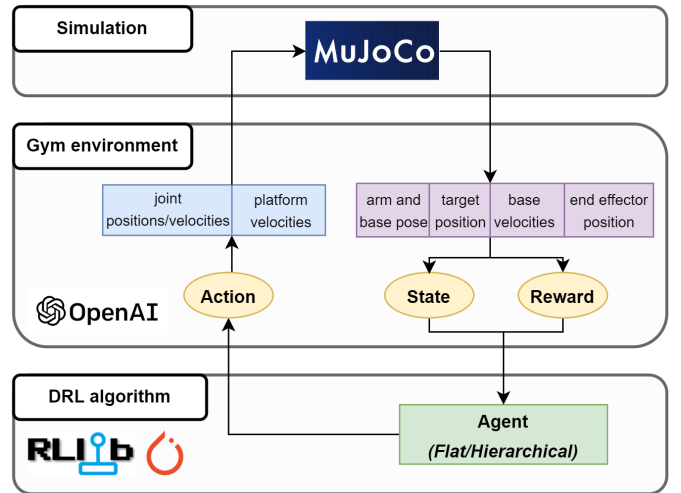 Simulation
MuJoCo
Gym environment
joint
positions/velocities
platform
velocities
arm and
base pose
target
position
base
velocities
end effector
position
Action
State
Reward
OpenAI
DRL algorithm
RLlib
Agent
(Flat/Hierarchical)